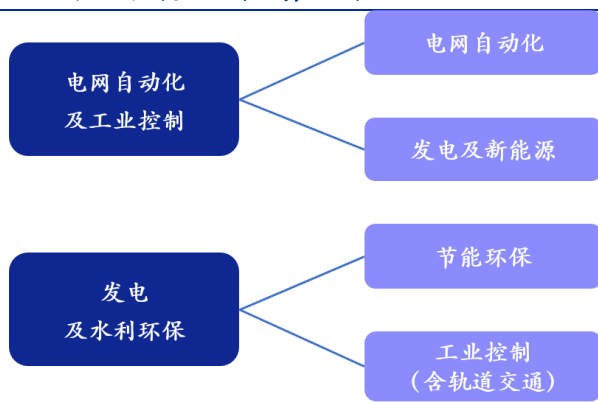 电网自动化
及工业控制
电网自动化
发电及新能源
发电
及水利环保
节能环保
工业控制
（含轨道交通）